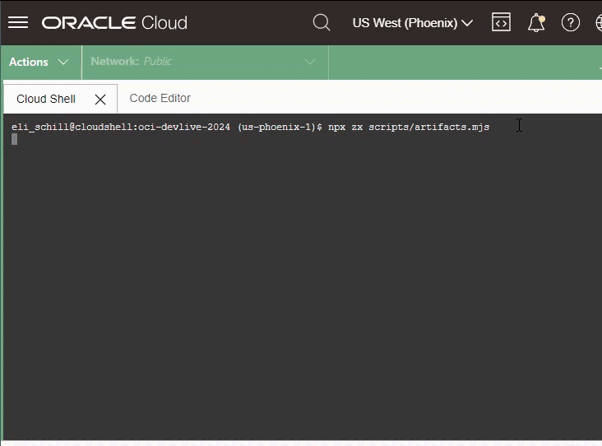 ORACLE Cloud US West (Phoenix)
Actions Network: Public
Cloud Shell Code Editor
eli_schill@cloudshell:oci-devlive-2024 (us-phoenix-1)$ npx zx scripts/artifacts.mjs